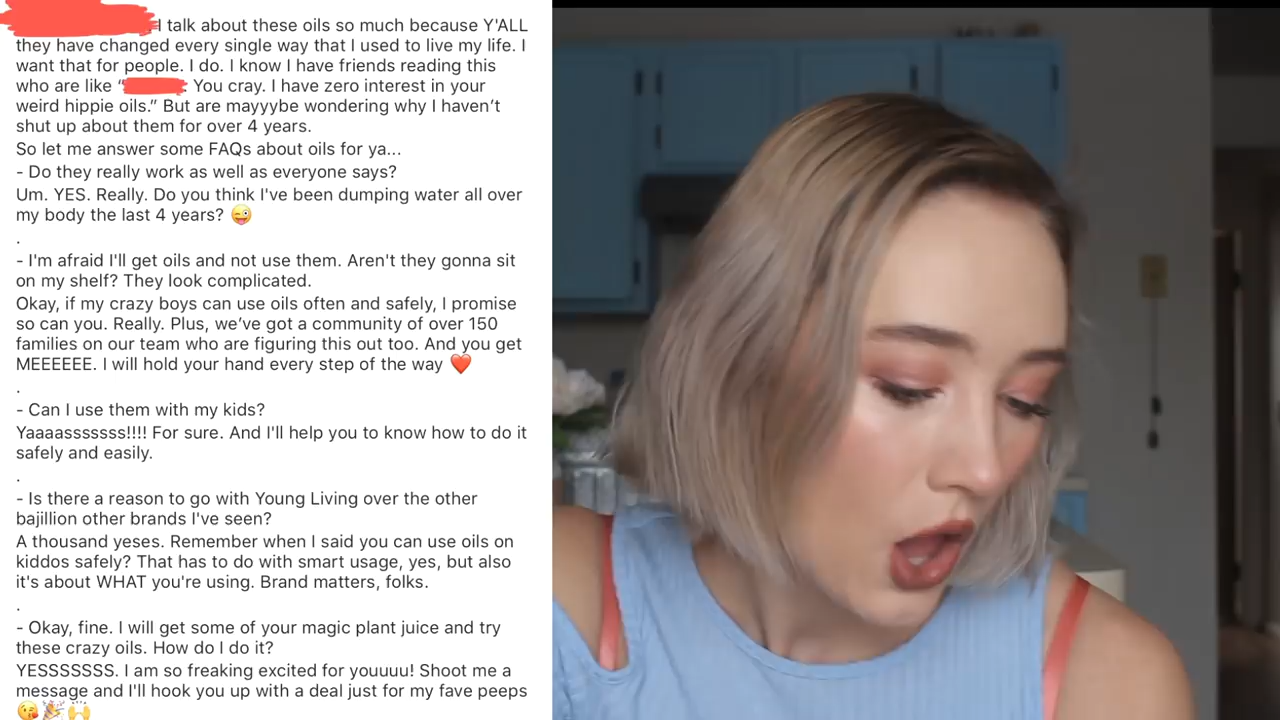 I talk about these oils so much because Y'ALL
they have changed every single way that I used to live my life. I
want that for people. I do. I know I have friends reading this
who are like “ . You cray. I have zero interest in your
weird hippie oils.” But are mayyybe wondering why I haven’t
shut up about them for over 4 years.
So let me answer some FAQs about oils for ya...
- Do they really work as well as everyone says?
Um. YES. Really. Do you think I've been dumping water all over
my body the last 4 years? 😜
.
- I'm afraid I'll get oils and not use them. Aren't they gonna sit
on my shelf? They look complicated.
Okay, if my crazy boys can use oils often and safely, I promise
so can you. Really. Plus, we’ve got a community of over 150
families on our team who are figuring this out too. And you get
MEEEEEE. I will hold your hand every step of the way ❤️
.
- Can I use them with my kids?
Yaaaasssssss!!!! For sure. And I'll help you to know how to do it
safely and easily.
.
- Is there a reason to go with Young Living over the other
bajillion other brands I've seen?
A thousand yeses. Remember when I said you can use oils on
kiddos safely? That has to do with smart usage, yes, but also
it's about WHAT you're using. Brand matters, folks.
.
- Okay, fine. I will get some of your magic plant juice and try
these crazy oils. How do I do it?
YESSSSSSS. I am so freaking excited for youuuu! Shoot me a
message and I'll hook you up with a deal just for my fave peeps
😘🎉🙌